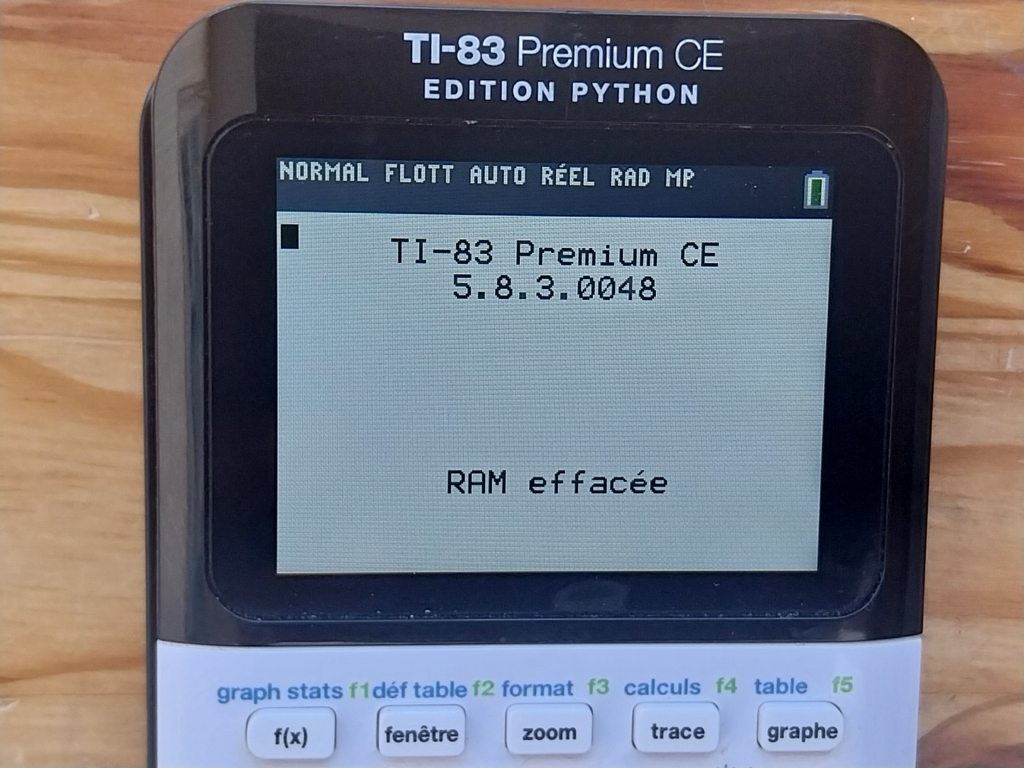 TI-83 Premium CE
EDITION PYTHON
NORMAL FLOTT AUTO RÉEL RAD MP
TI-83 Premium CE
5.8.3.0048
RAM effacée
graph stats f1 déf table f2 format f3 calculs f4 table f5
f(x) fenêtre zoom trace graphe